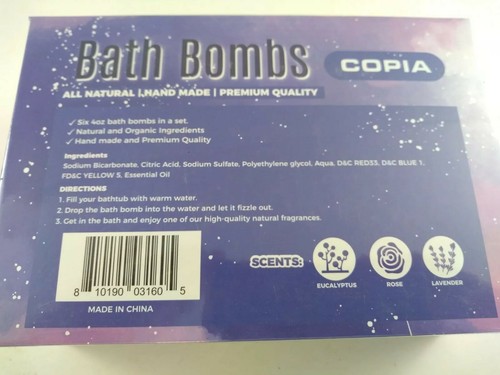 Bath Bombs
COPIA
ALL NATURAL | HAND MADE | PREMIUM QUALITY
✓ Six 4oz bath bombs in a set.
✓ Natural and Organic Ingredients
✓ Hand made and Premium Quality
Ingredients
Sodium Bicarbonate, Citric Acid, Sodium Sulfate, Polyethylene glycol, Aqua, D&C RED33, D&C BLUE 1,
FD&C YELLOW 5, Essential Oil
DIRECTIONS
1. Fill your bathtub with warm water.
2. Drop the bath bomb into the water and let it fizzle out.
3. Get in the bath and enjoy one of our high-quality natural fragrances.
8 10190 03160 5
MADE IN CHINA
SCENTS:
EUCALYPTUS
ROSE
LAVENDER